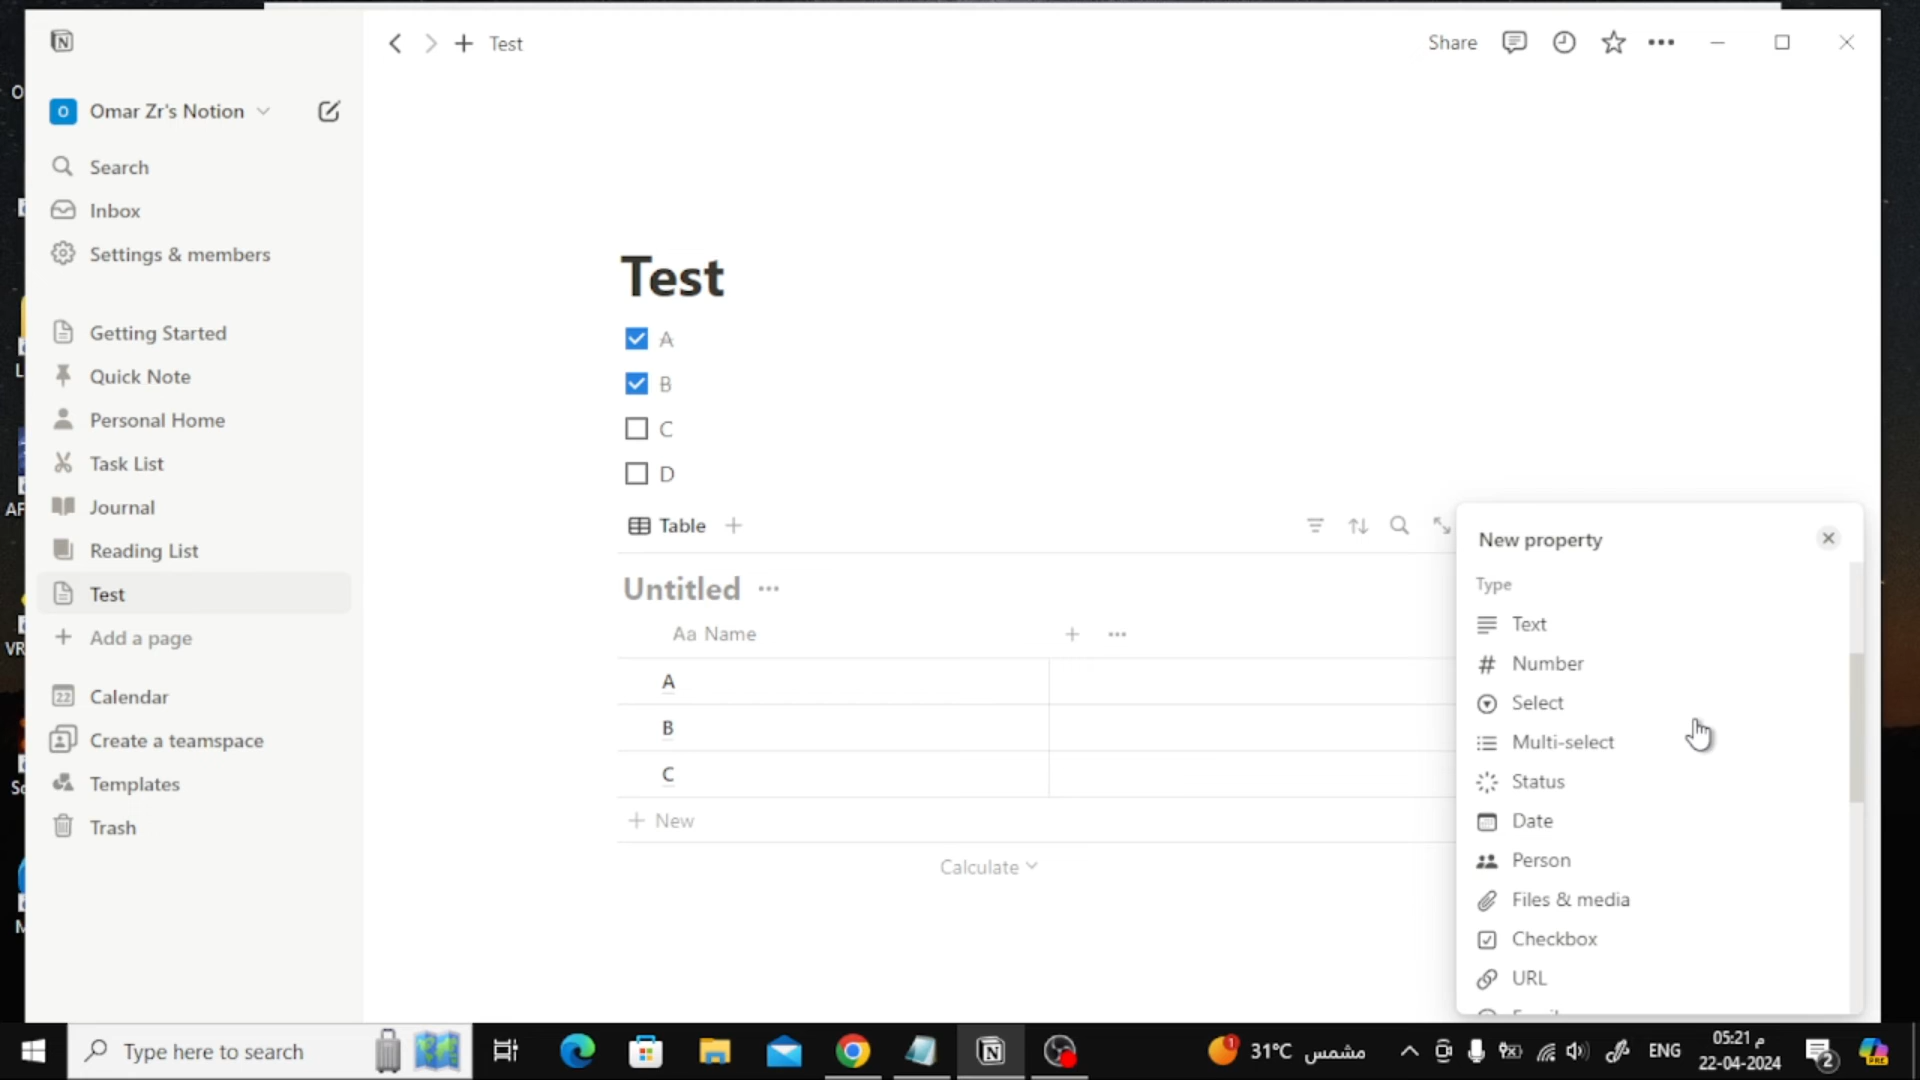 Test
Share
Omar Zr's Notion
Search
Inbox
Settings & members
Getting Started
Quick Note
Personal Home
Task List
Journal
Reading List
Test
Add a page
Calendar
Create a teamspace
Templates
Trash
Test
A
B
C
D
Table
Untitled
Aa Name
A
B
C
New
Calculate
New property
Type
Text
Number
Select
Multi-select
Status
Date
Person
Files & media
Checkbox
URL
Type here to search
31°C مشمس
ENG
05:21 م
22-04-2024
2